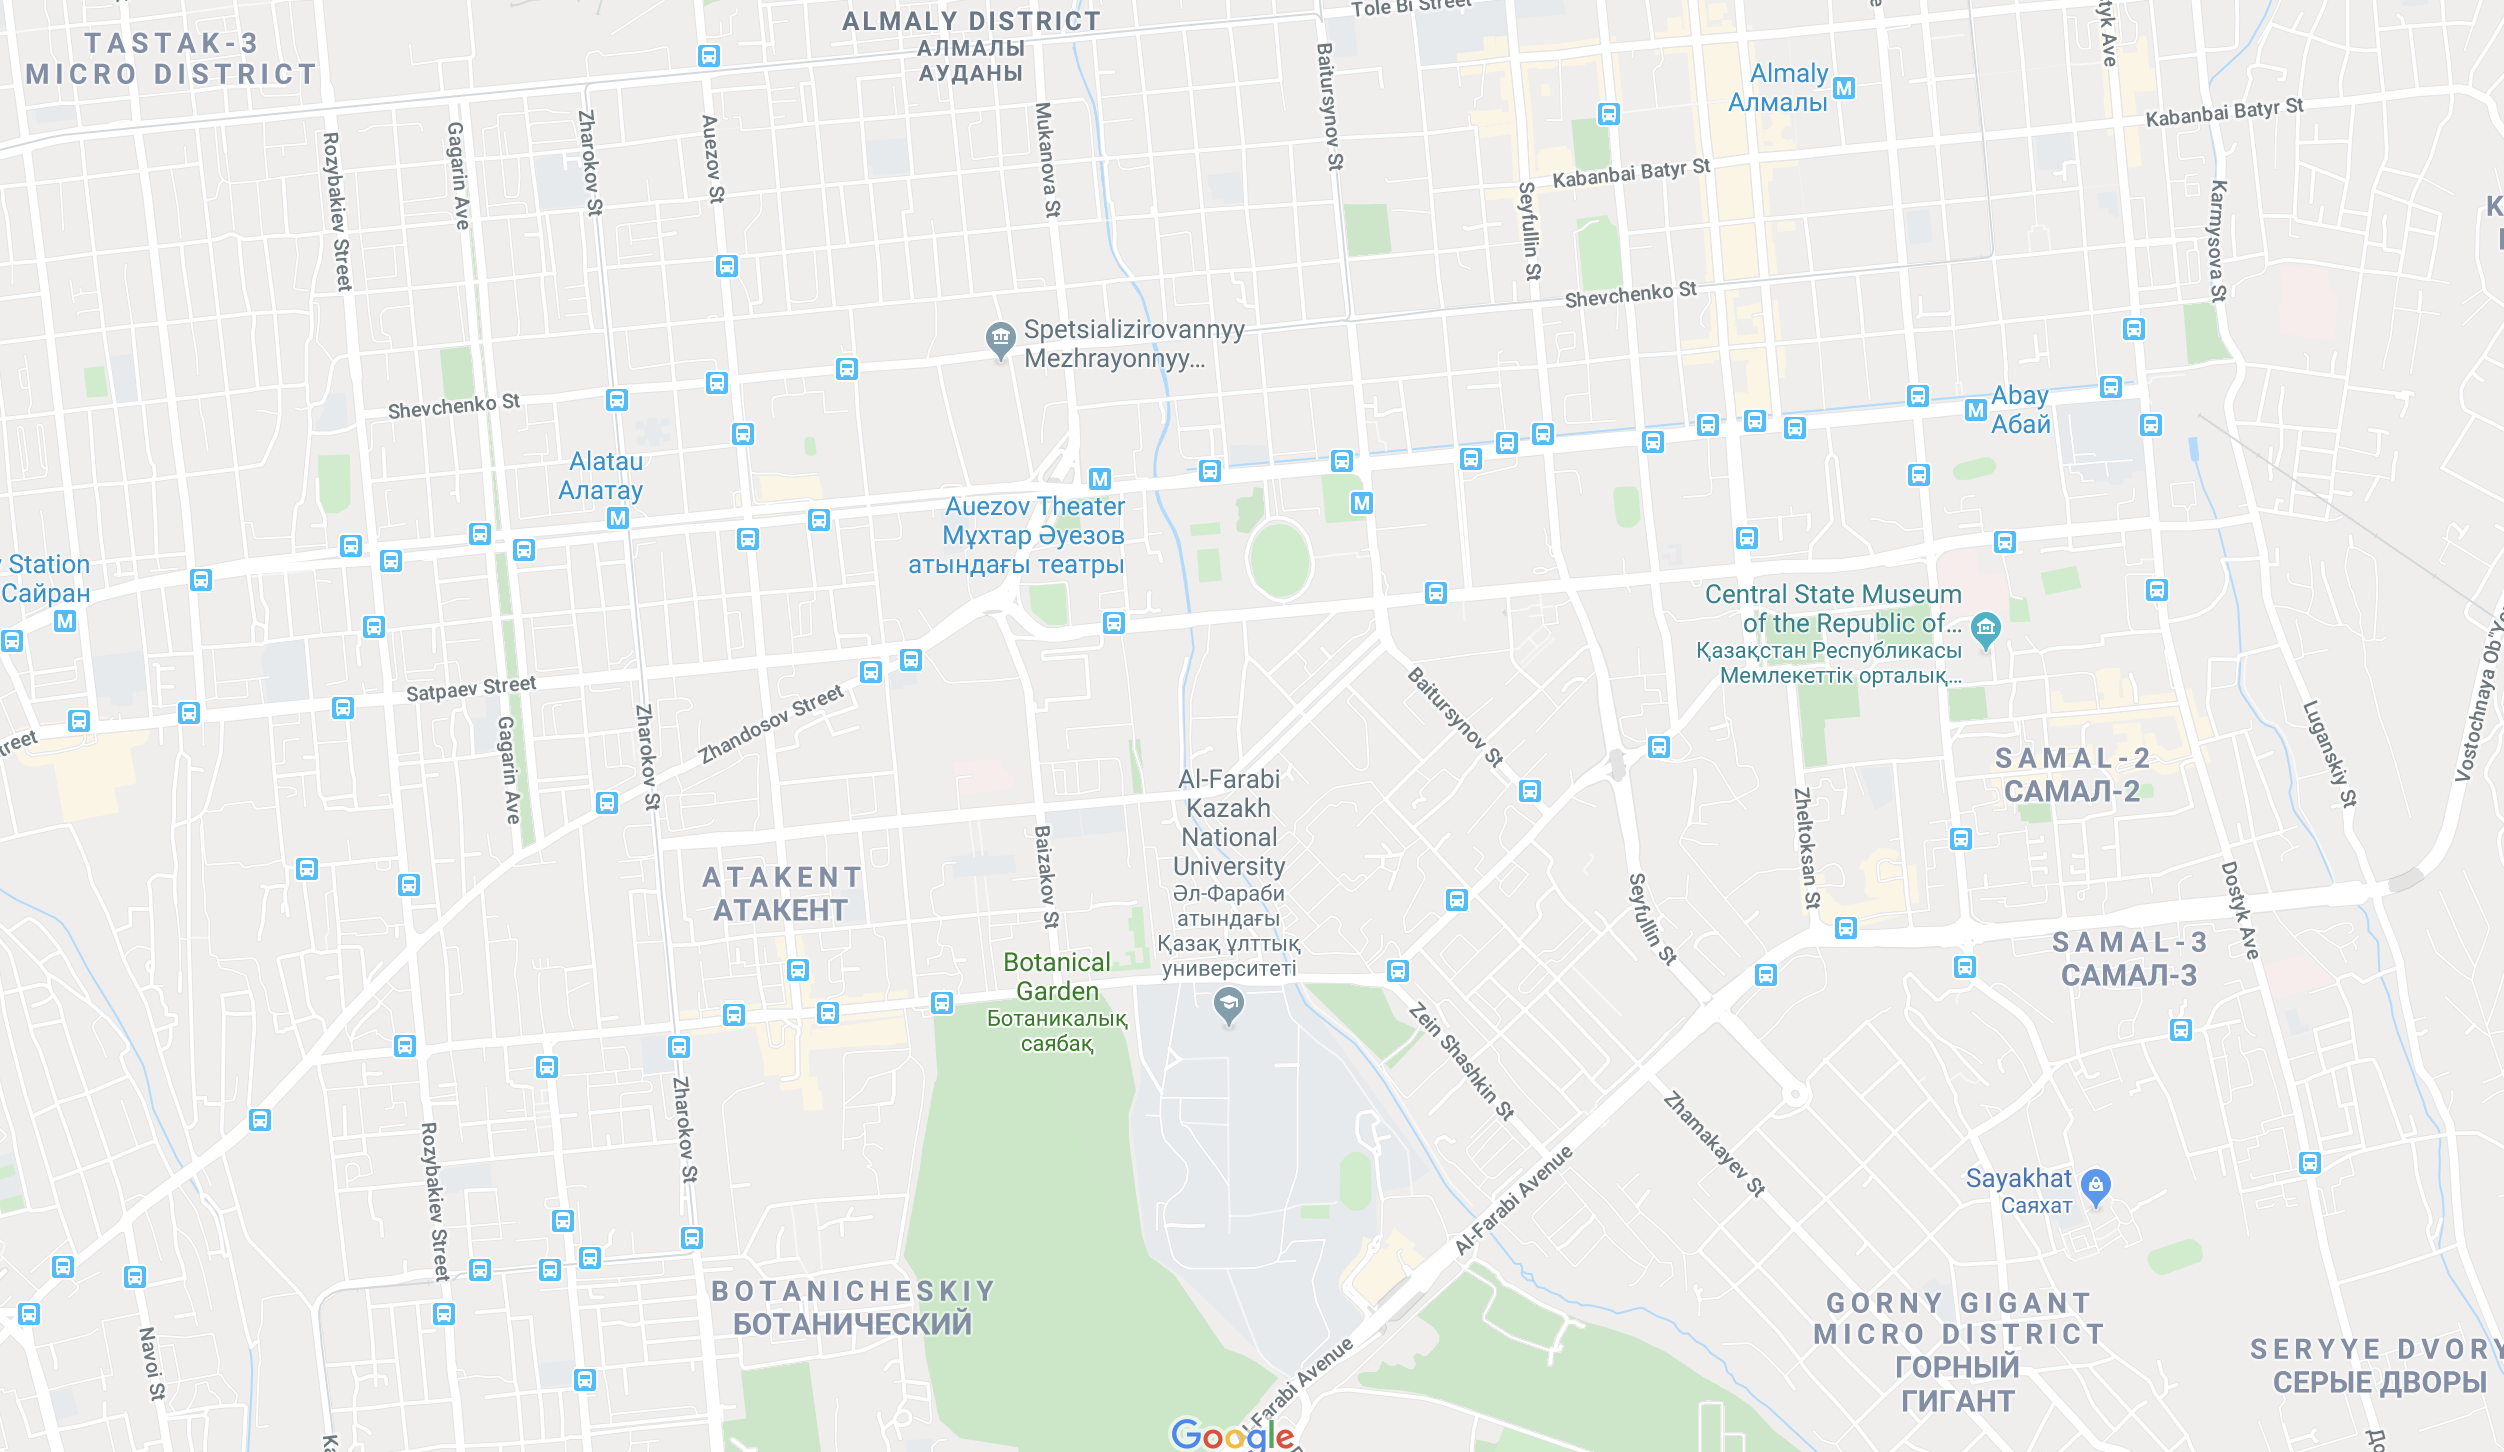 Tole Bi Street
ALMALY DISTRICT
АЛМАЛЫ
АУДАНЫ
TASTAK-3
MICRO DISTRICT
Almaly
Алмалы
Kabanbai Batyr St
Kabanbai Batyr St
Rozybakiev Street
Gagarin Ave
Zharokov St
Auezov St
Mukanova St
Baitursynov St
Seyfullin St
Karmysova St
Shevchenko St
Spetsializirovannyy
Mezhrayonnyy...
Shevchenko St
Abay
Абай
Alatau
Алатау
Auezov Theater
Мұхтар Әуезов
атындағы театры
Station
Сайран
Central State Museum
of the Republic of...
Қазақстан Республикасы
Мемлекеттік орталық...
Satpaev Street
Zhandosov Street
Gagarin Ave
Zharokov St
Baitursynov St
Luganskiy St
Vostochnaya Ob"Yez
SAMAL-2
САМАЛ-2
Zheltoksan St
Al-Farabi
Kazakh
National
University
Әл-Фараби
атындағы
Қазақ ұлттық
университеті
Baizakov St
ATAKENT
АТАКЕНТ
Seyfullin St
Dostyk Ave
SAMAL-3
САМАЛ-3
Botanical
Garden
Ботаникалық
саябақ
Zein Shashkin St
Zhamakayev St
Zharokov St
Rozybakiev Street
Al-Farabi Avenue
Sayakhat
Саяхат
BOTANICHESKIY
БОТАНИЧЕСКИЙ
GORNY GIGANT
MICRO DISTRICT
ГОРНЫЙ
ГИГАНТ
SERYYE DVORY
СЕРЫЕ ДВОРЫ
Navoi St
Al-Farabi Avenue
Google